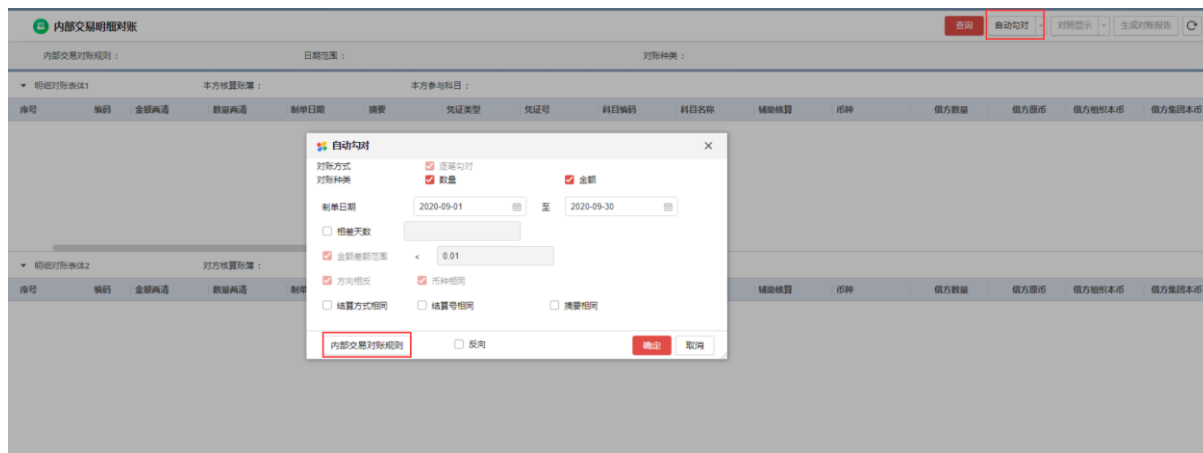 内部交易明细对账
查询 自动勾对 对照显示 生成对账报告
内部交易对账规则： 日期范围： 对账种类：
明细对账表体1 本方核算账簿： 本方参与科目：
序号 编码 金额两清 数量两清 制单日期 摘要 凭证类型 凭证号 科目编码 科目名称 辅助核算 币种 借方数量 借方原币 借方组织本币 借方集团本币
自动勾对
对账方式 逐笔勾对
对账种类 数量 金额
制单日期 2020-09-01 至 2020-09-30
相差天数
金额差额范围 < 0.01
方向相反 币种相同
结算方式相同 结算号相同 摘要相同
内部交易对账规则 反向 确定 取消
明细对账表体2 对方核算账簿：
序号 编码 金额两清 数量两清 制单 辅助核算 币种 借方数量 借方原币 借方组织本币 借方集团本币